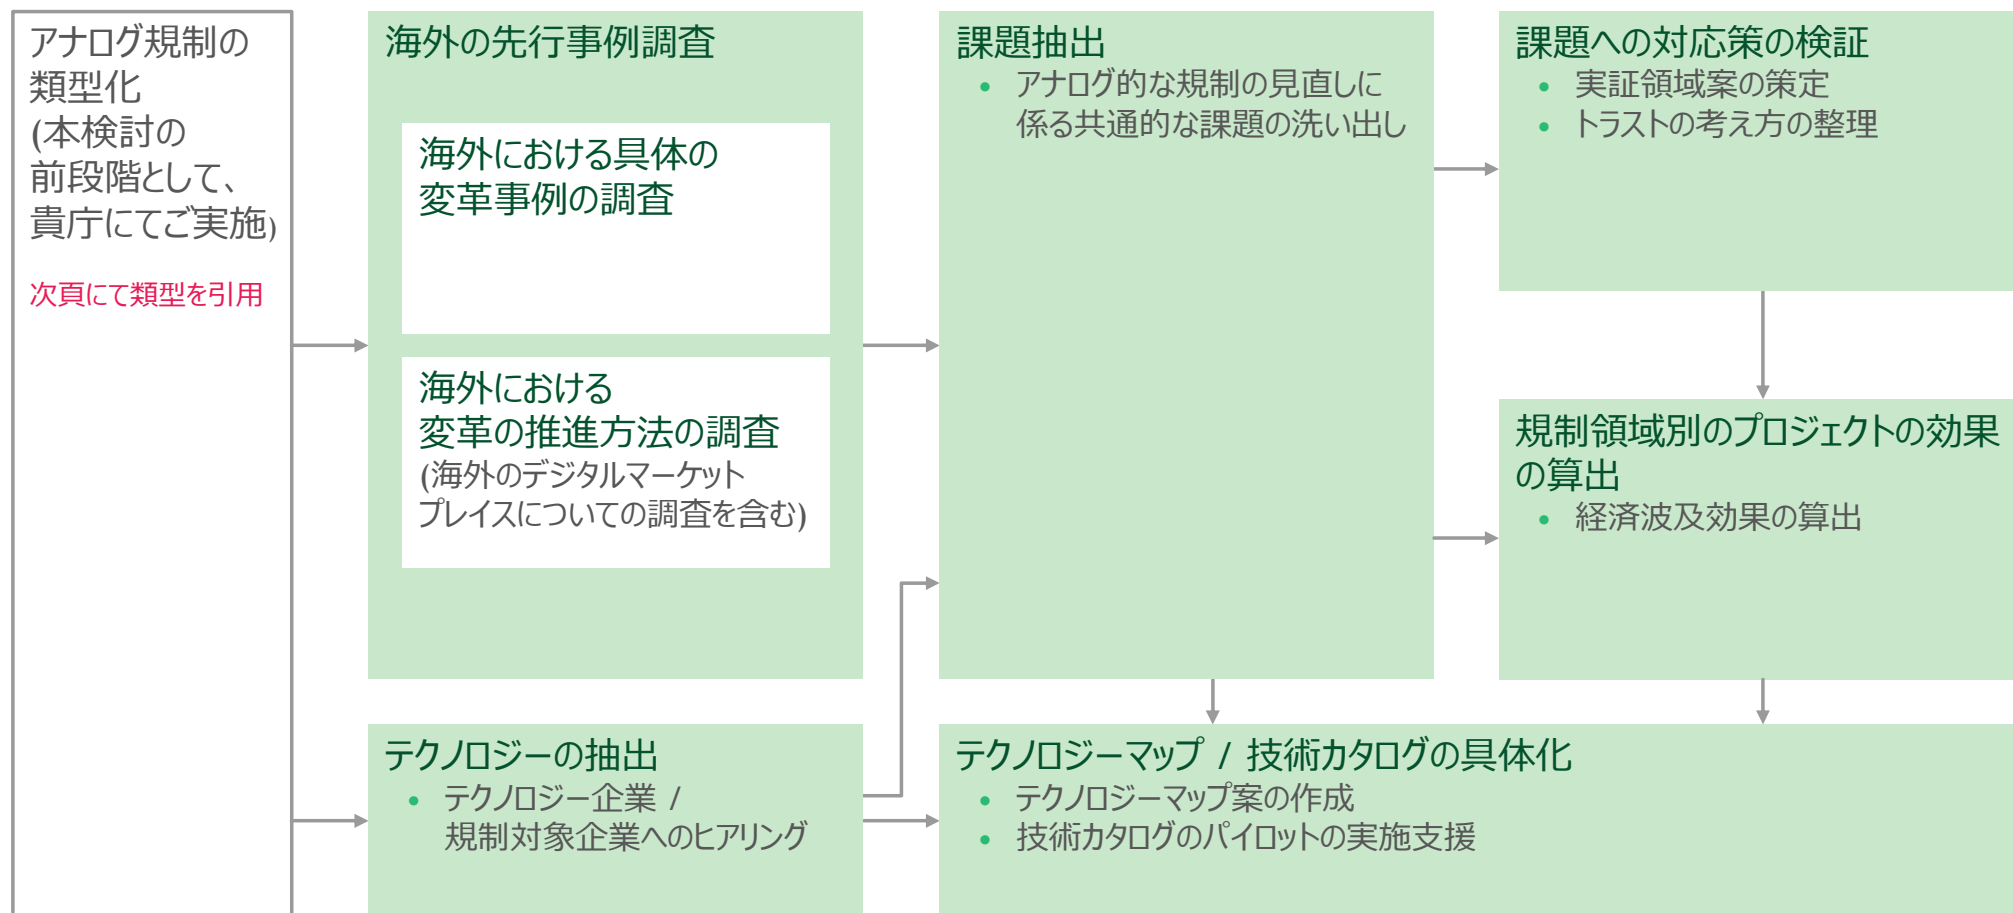 アナログ規制の
類型化
(本検討の
前段階として、
貴庁にてご実施)
次頁にて類型を引用
海外の先行事例調査
海外における具体の
変革事例の調査
海外における
変革の推進方法の調査
(海外のデジタルマーケット
プレイスについての調査を含む)
テクノロジーの抽出
• テクノロジー企業 /
規制対象企業へのヒアリング
課題抽出
• アナログ的な規制の見直しに
係る共通的な課題の洗い出し
課題への対応策の検証
• 実証領域案の策定
• トラストの考え方の整理
規制領域別のプロジェクトの効果
の算出
• 経済波及効果の算出
テクノロジーマップ / 技術カタログの具体化
• テクノロジーマップ案の作成
• 技術カタログのパイロットの実施支援